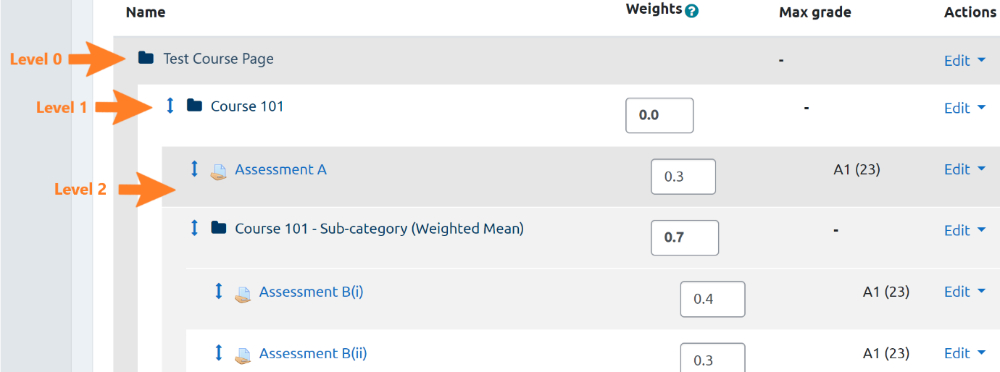 Name Weights ? Max grade Actions
Level 0 Test Course Page - Edit
Level 1 Course 101 0.0 - Edit
Assessment A 0.3 A1 (23) Edit
Level 2
Course 101 - Sub-category (Weighted Mean) 0.7 - Edit
Assessment B(i) 0.4 A1 (23) Edit
Assessment B(ii) 0.3 A1 (23) Edit